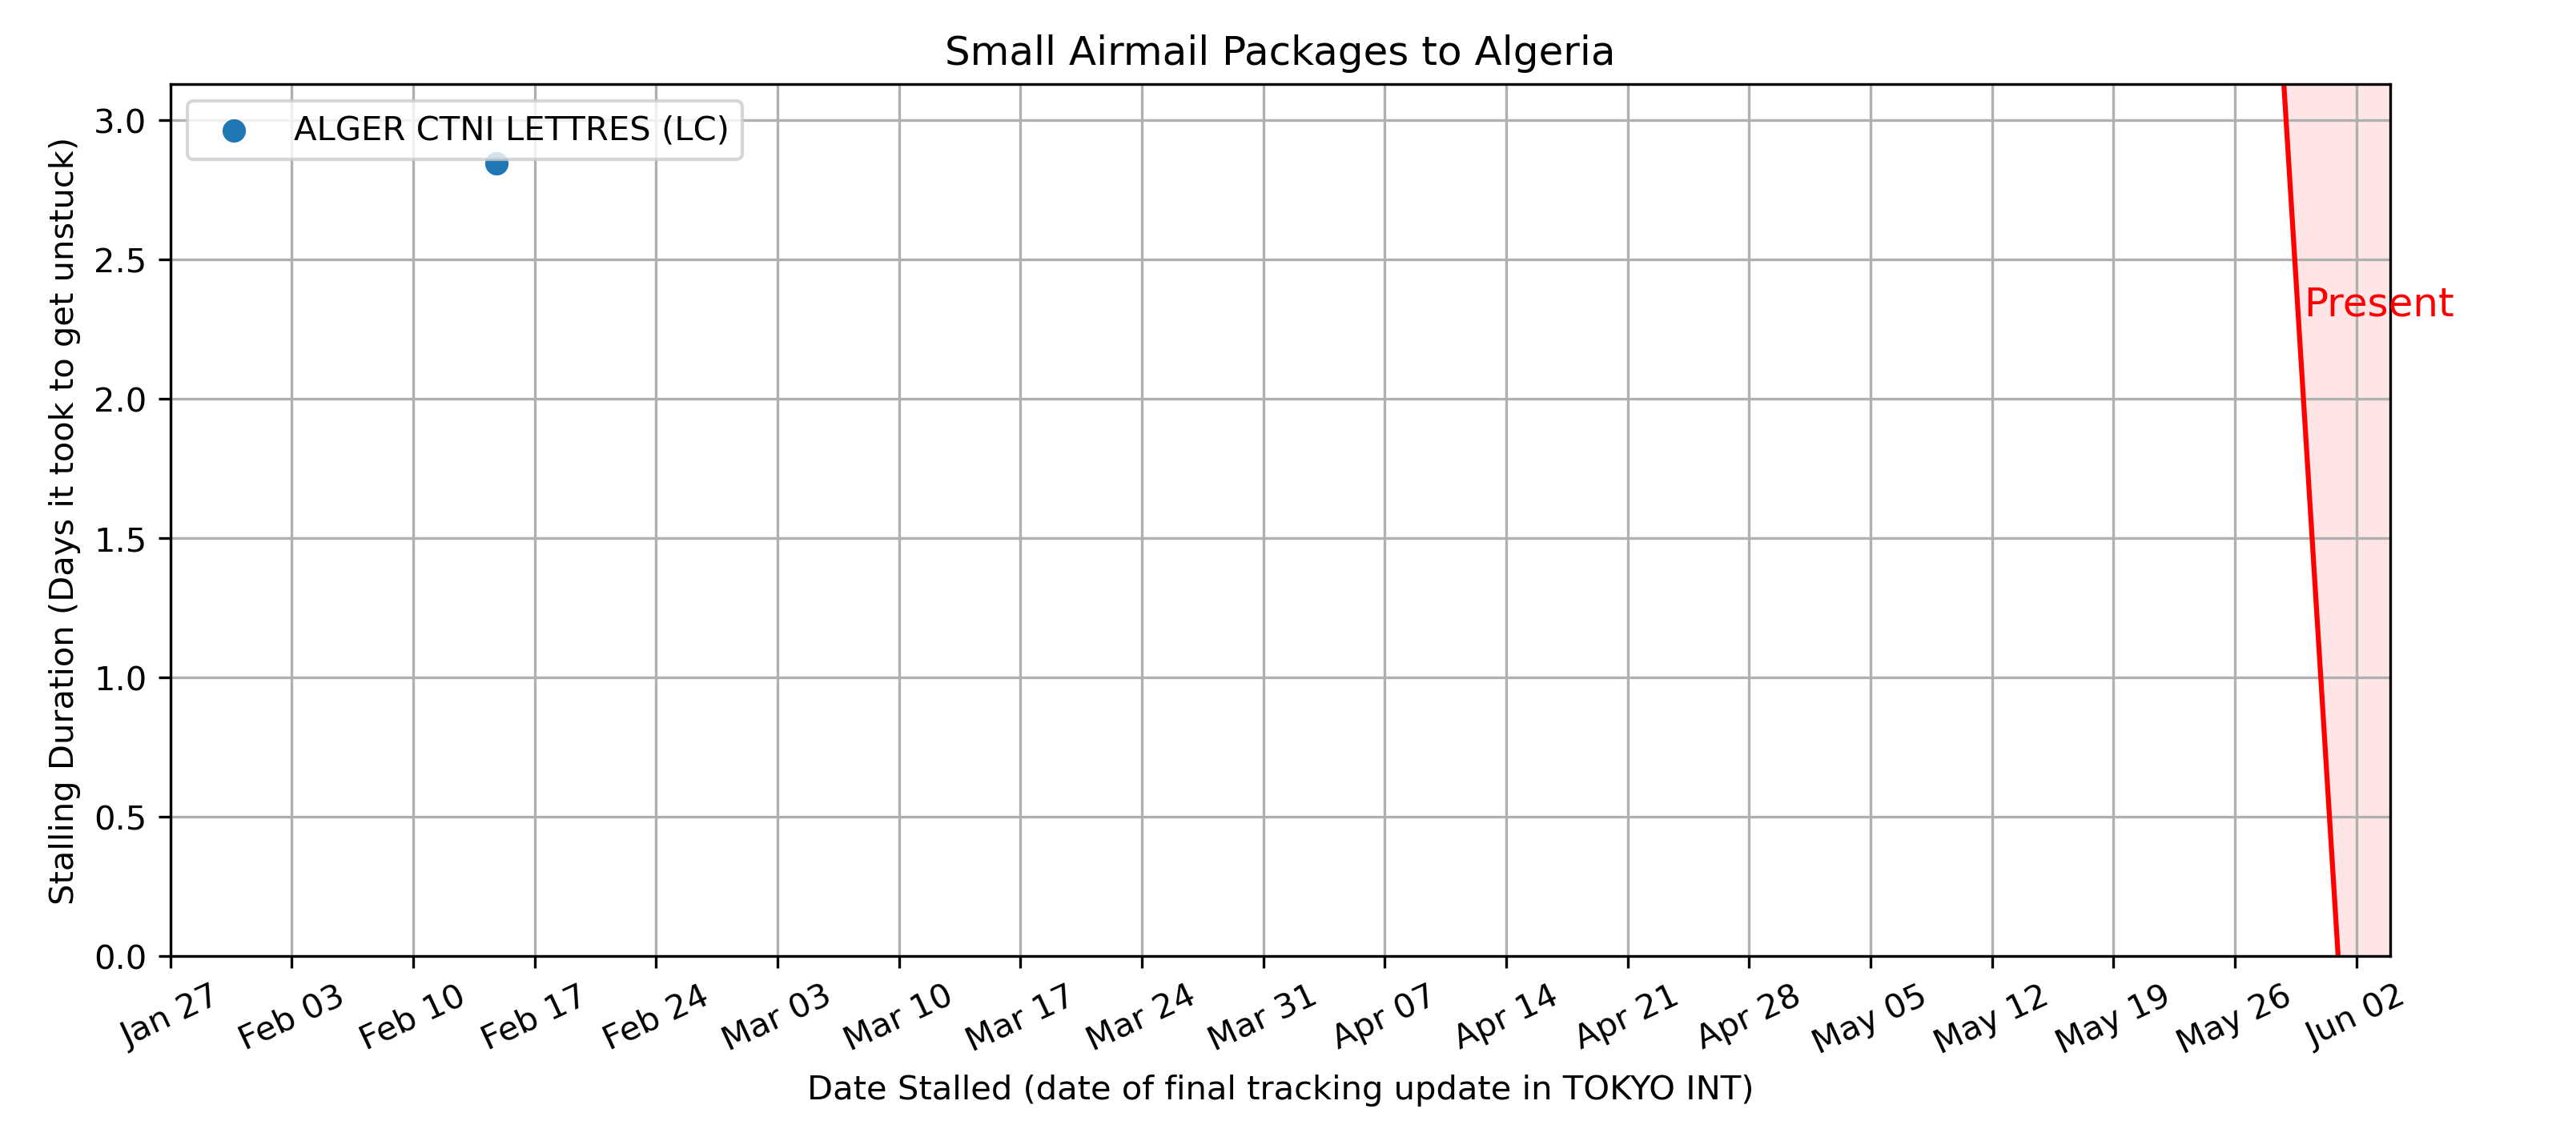 Small Airmail Packages to Algeria
ALGER CTNI LETTRES (LC)
Present
Stalling Duration (Days it took to get unstuck)
3.0
2.5
2.0
1.5
1.0
0.5
0.0
Jan 27
Feb 03
Feb 10
Feb 17
Feb 24
Mar 03
Mar 10
Mar 17
Mar 24
Mar 31
Apr 07
Apr 14
Apr 21
Apr 28
May 05
May 12
May 19
May 26
Jun 02
Date Stalled (date of final tracking update in TOKYO INT)